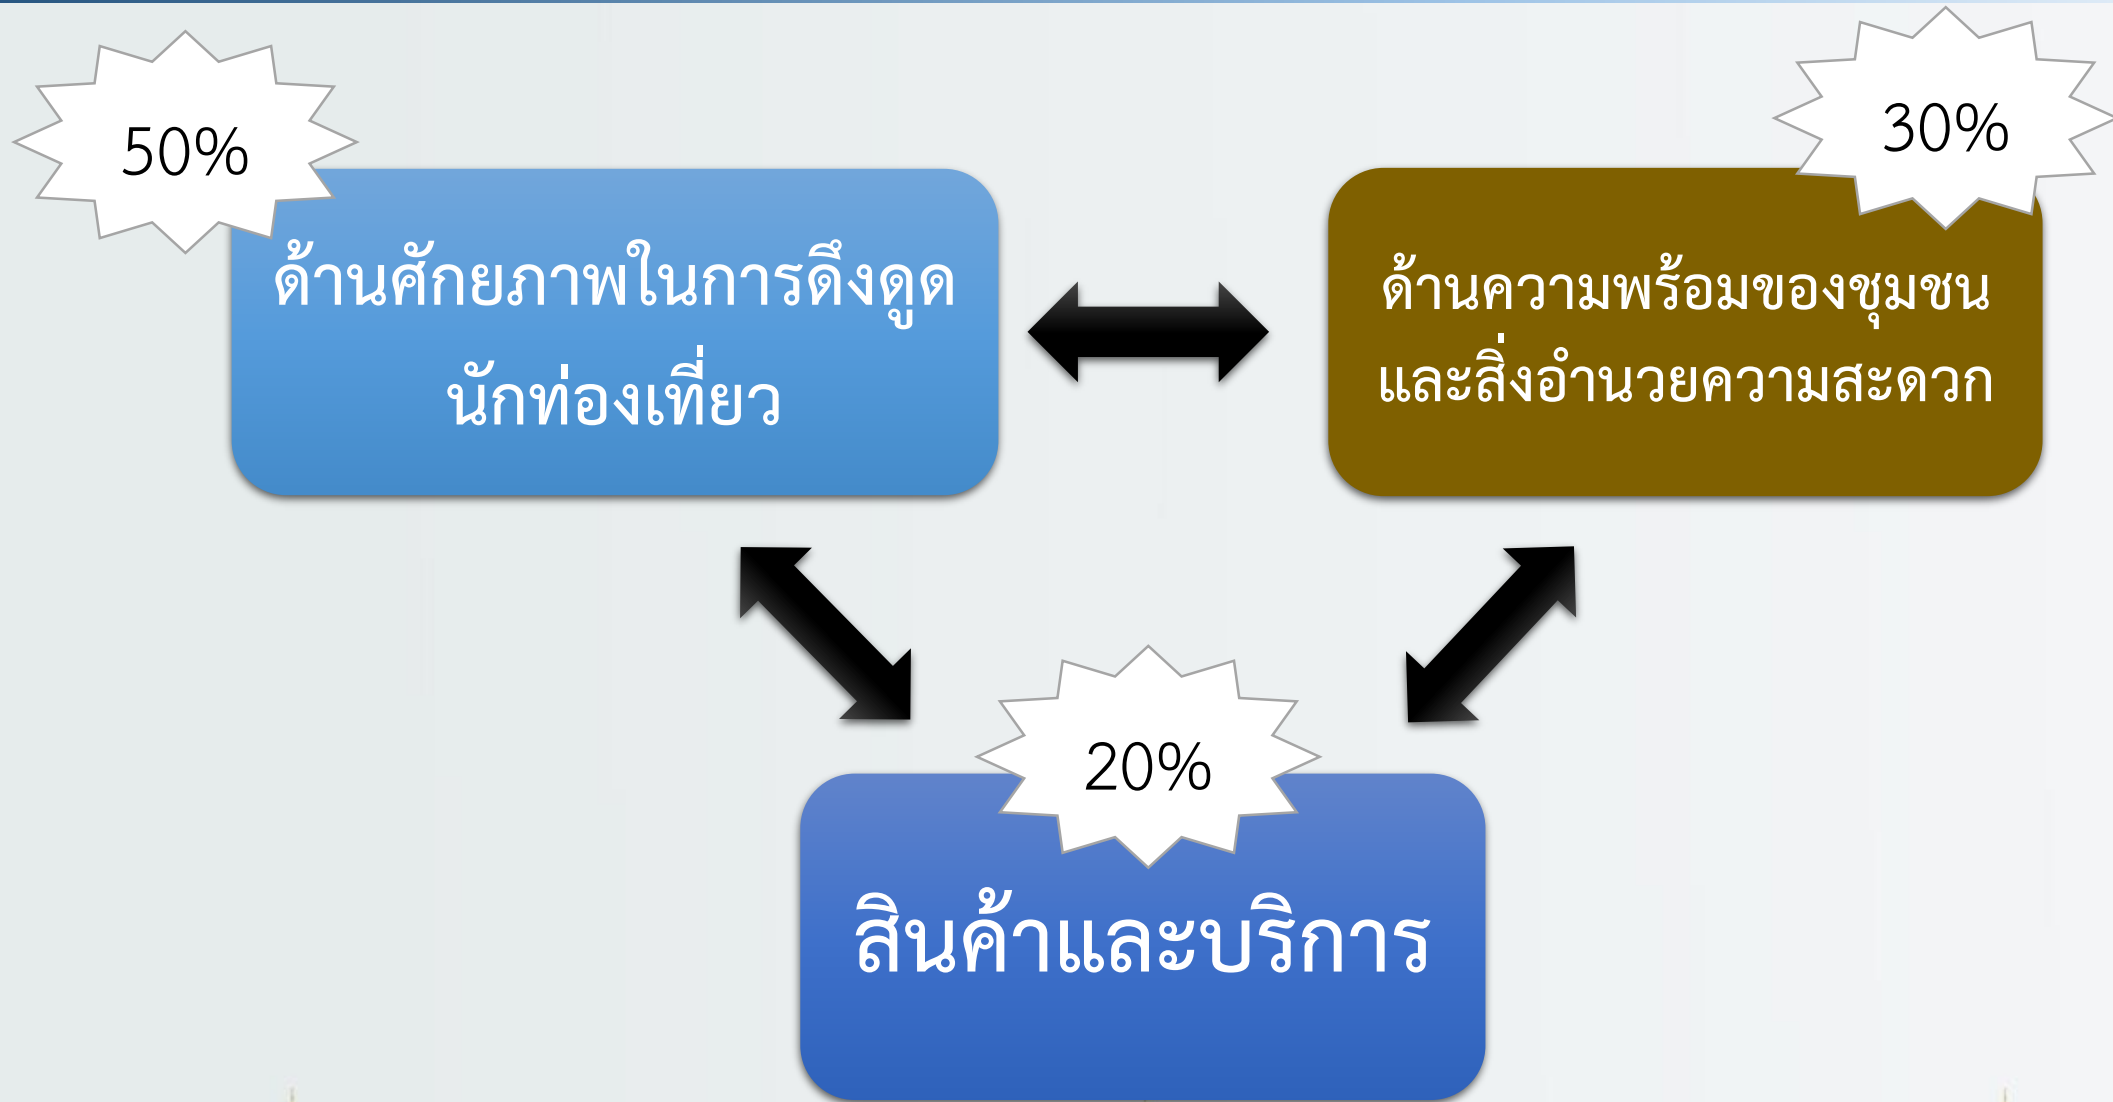 50%
30%
ด้านศักยภาพในการดึงดูด
นักท่องเที่ยว
ด้านความพร้อมของชุมชน
และสิ่งอำนวยความสะดวก
20%
สินค้าและบริการ